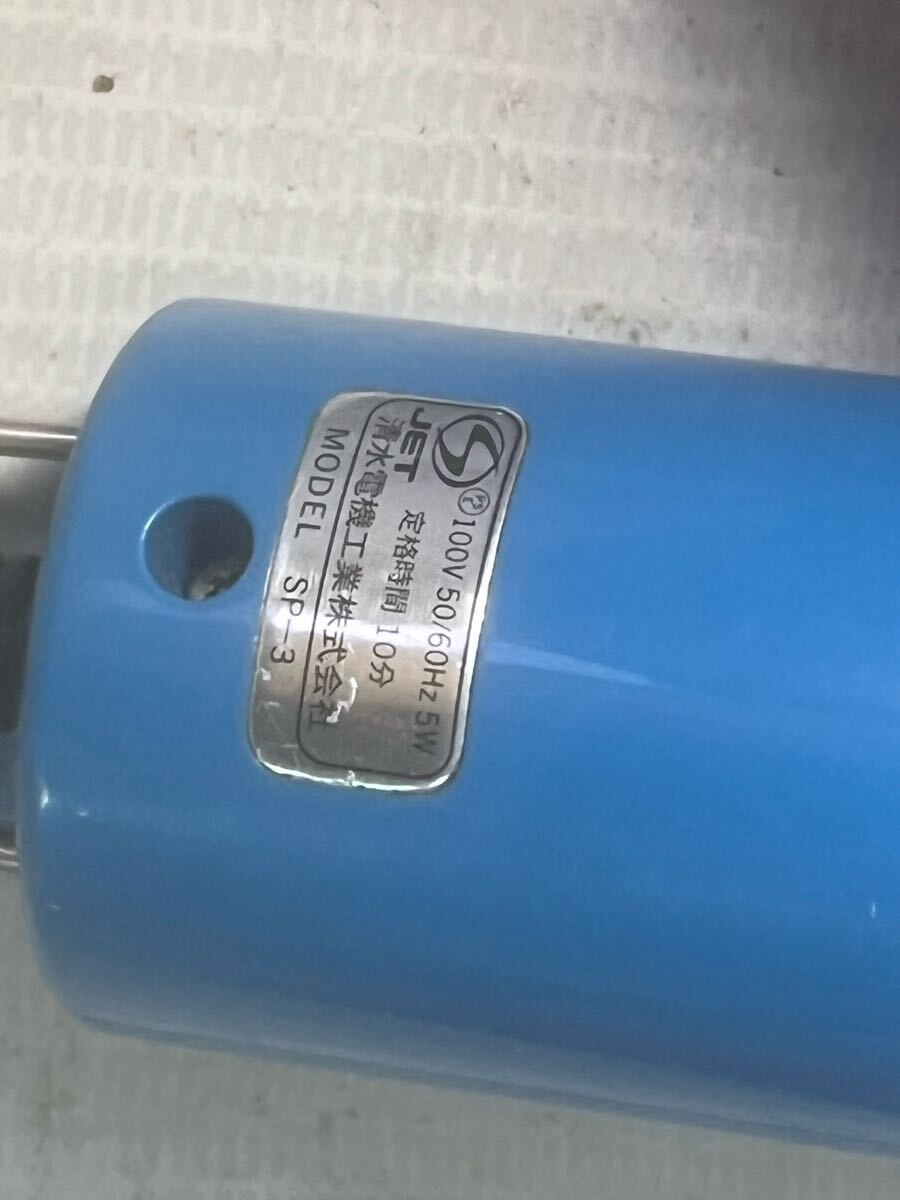 PS
E
100V 50/60Hz 5W
JET
定格時間 10分
清水電機工業株式会社
MODEL SP-3